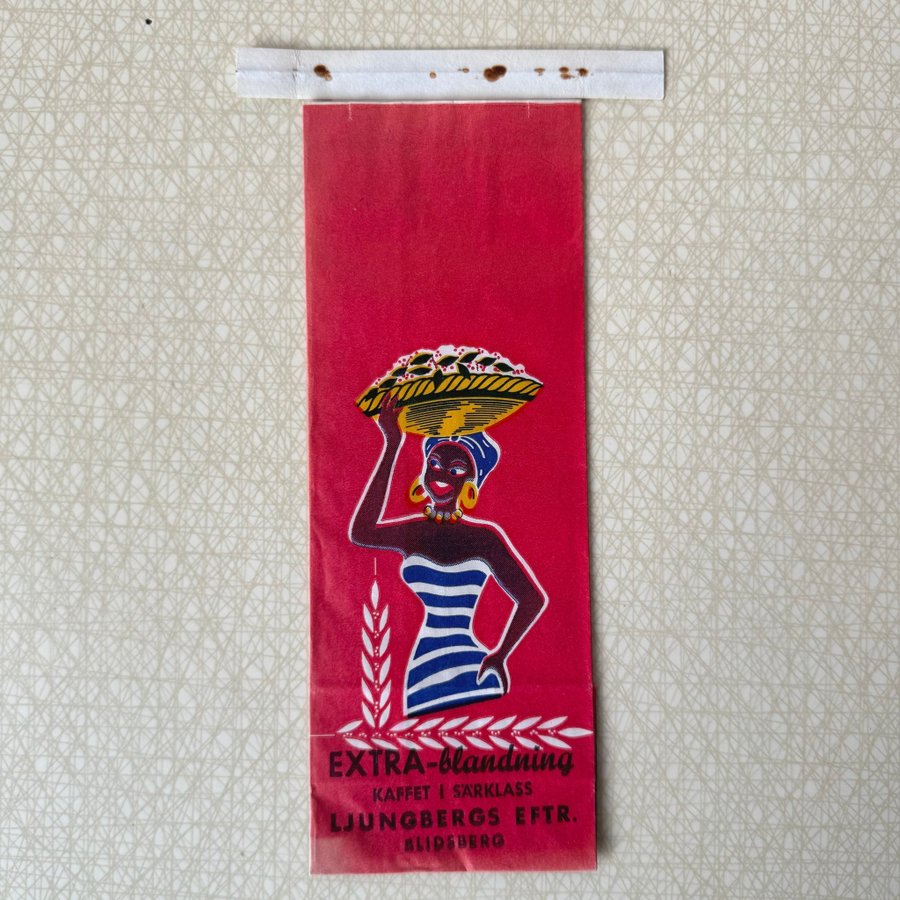 EXTRA-blandning
KAFFET I SÄRKLASS
LJUNGBERGS EFTR.
BLIDSBERG